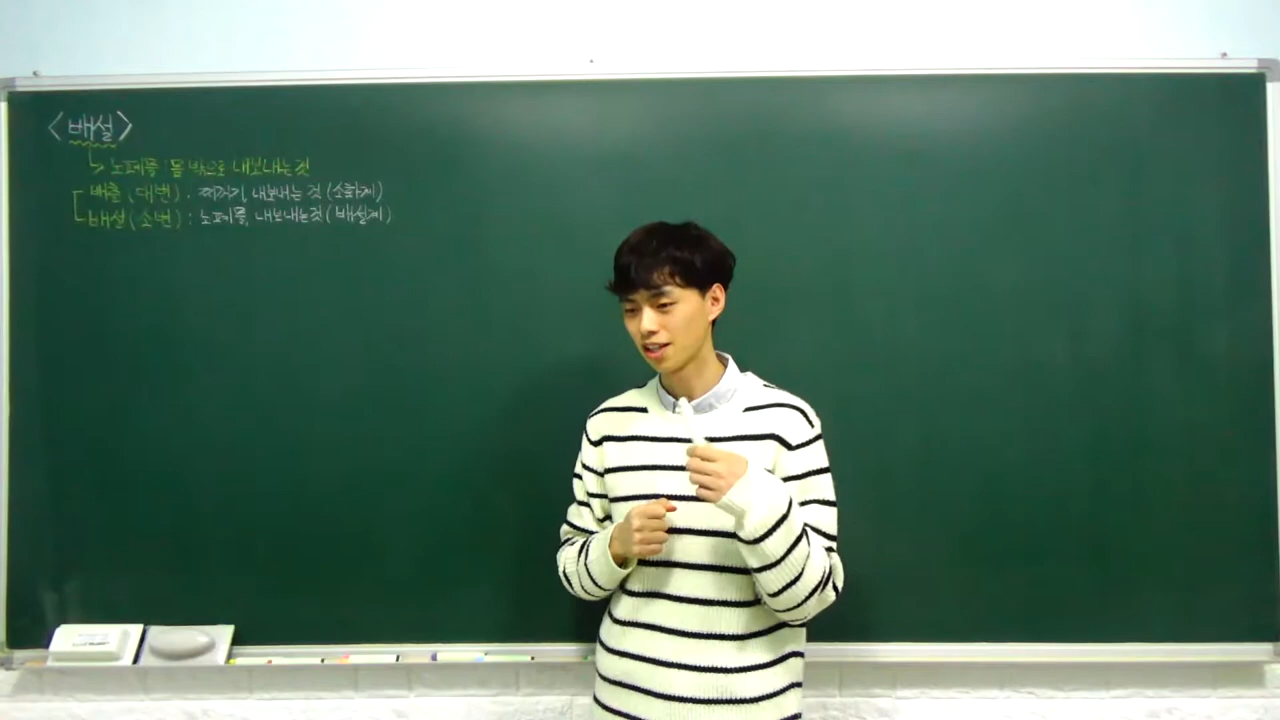 <배설>
↳ 노폐물 : 몸 밖으로 내보내는 것
배출 (대변) : 찌꺼기, 내보내는 것 (소화계)
배설 (소변) : 노폐물, 내보내는 것 (배설계)